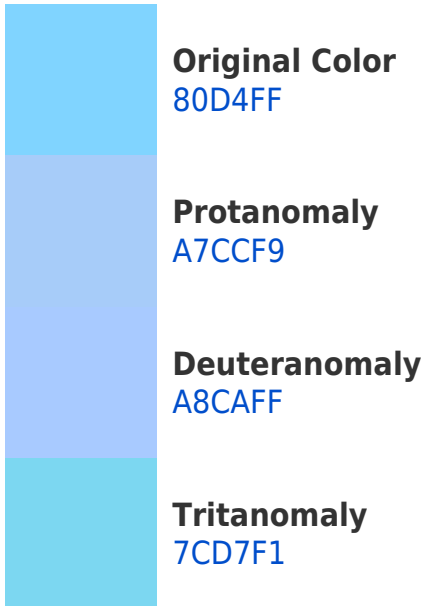 Original Color
80D4FF
Protanomaly
A7CCF9
Deuteranomaly
A8CAFF
Tritanomaly
7CD7F1